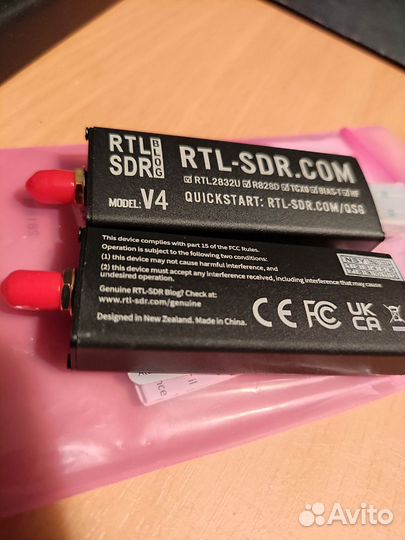 RTL
SDR
BLOG
MODEL: V4
RTL-SDR.COM
RTL2832U R828D TCXO BIAS-T HF
QUICKSTART: RTL-SDR.COM/QSG
This device complies with part 15 of the FCC Rules.
Operation is subject to the following two conditions:
(1) this device may not cause harmful interference, and
(2) this device must accept any interference received, including interference that may cause
undesired operation.
Genuine RTL-SDR Blog? Check at:
www.rtl-sdr.com/genuine
Designed in New Zealand. Made in China.
FC CE UK
CA
Avito